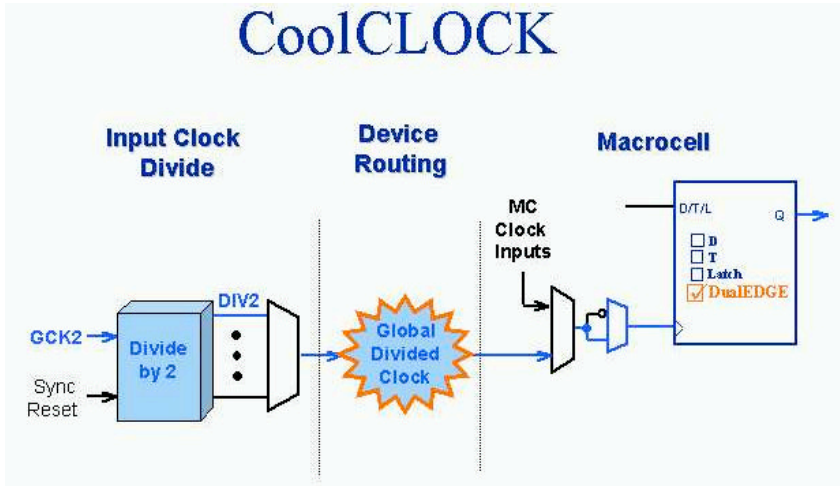 CoolCLOCK
Input Clock
Divide
Device
Routing
Macrocell
MC
Clock
Inputs
D/T/L
Q
D
T
Latch
DualEDGE
DIV2
GCK2
Divide
by 2
Global
Divided
Clock
Sync
Reset